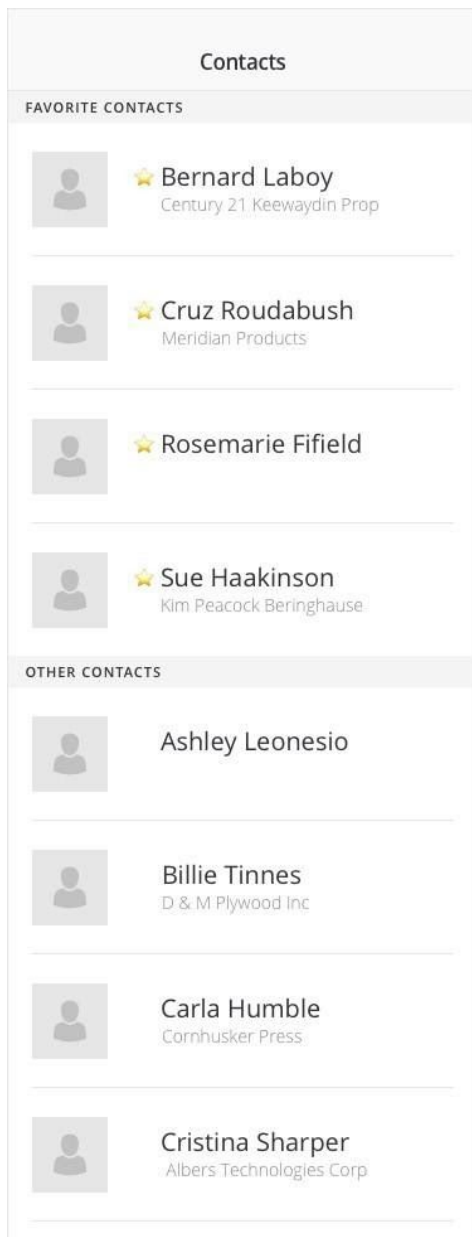 Contacts
FAVORITE CONTACTS
Bernard Laboy
Century 21 Keewaydin Prop
Cruz Roudabush
Meridian Products
Rosemarie Fifield
Sue Haakinson
Kim Peacock Beringhause
OTHER CONTACTS
Ashley Leonesio
Billie Tinnes
D & M Plywood Inc
Carla Humble
Cornhusker Press
Cristina Sharper
Albers Technologies Corp